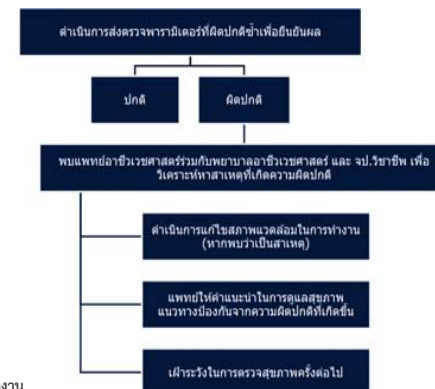 ดำเนินการส่งตรวจพารามิเตอร์ที่ผิดปกติซ้ำเพื่อยืนยันผล
ปกติ
ผิดปกติ
พบแพทย์อาชีวเวชศาสตร์ร่วมกับพยาบาลอาชีวเวชศาสตร์ และ จป.วิชาชีพ เพื่อ
วิเคราะห์หาสาเหตุที่เกิดความผิดปกติ
ดำเนินการแก้ไขสภาพแวดล้อมในการทำงาน
(หากพบว่าเป็นสาเหตุ)
แพทย์ให้คำแนะนำในการดูแลสุขภาพ
แนวทางป้องกันจากความผิดปกติที่เกิดขึ้น
เฝ้าระวังในการตรวจสุขภาพครั้งต่อไป